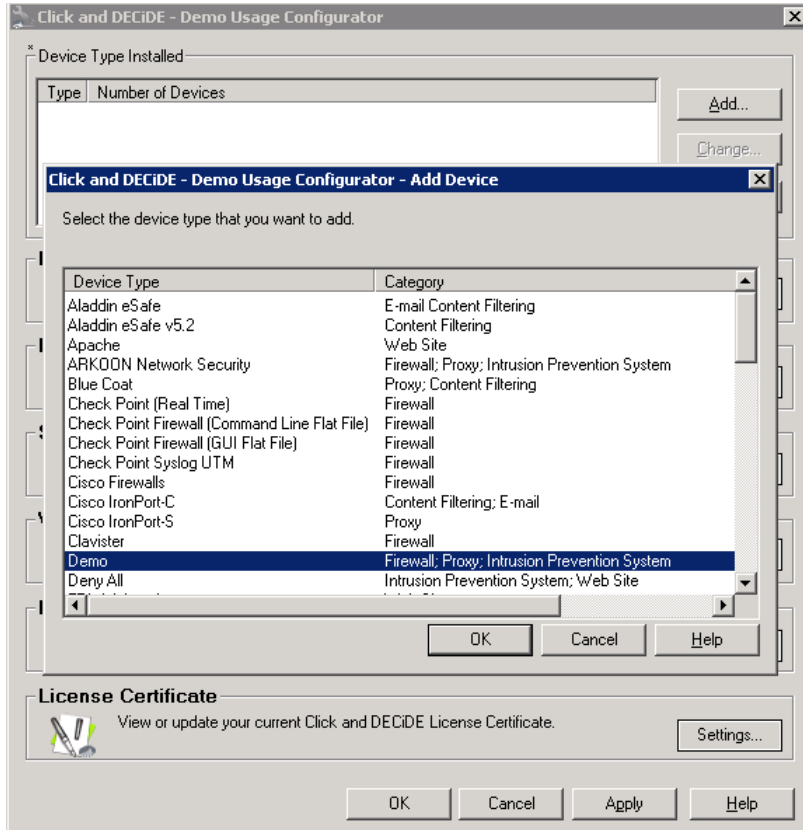 Click and DECiDE - Demo Usage Configurator
* Device Type Installed
Type Number of Devices
Add...
Change...
Click and DECiDE - Demo Usage Configurator - Add Device
Select the device type that you want to add.
Device Type Category
Aladdin eSafe E-mail Content Filtering
Aladdin eSafe v5.2 Content Filtering
Apache Web Site
ARKOON Network Security Firewall; Proxy; Intrusion Prevention System
Blue Coat Proxy; Content Filtering
Check Point (Real Time) Firewall
Check Point Firewall (Command Line Flat File) Firewall
Check Point Firewall (GUI Flat File) Firewall
Check Point Syslog UTM Firewall
Cisco Firewalls Firewall
Cisco IronPort-C Content Filtering; E-mail
Cisco IronPort-S Proxy
Clavister Firewall
Demo Firewall; Proxy; Intrusion Prevention System
Deny All Intrusion Prevention System; Web Site
OK Cancel Help
License Certificate
View or update your current Click and DECiDE License Certificate.
Settings...
OK Cancel Apply Help